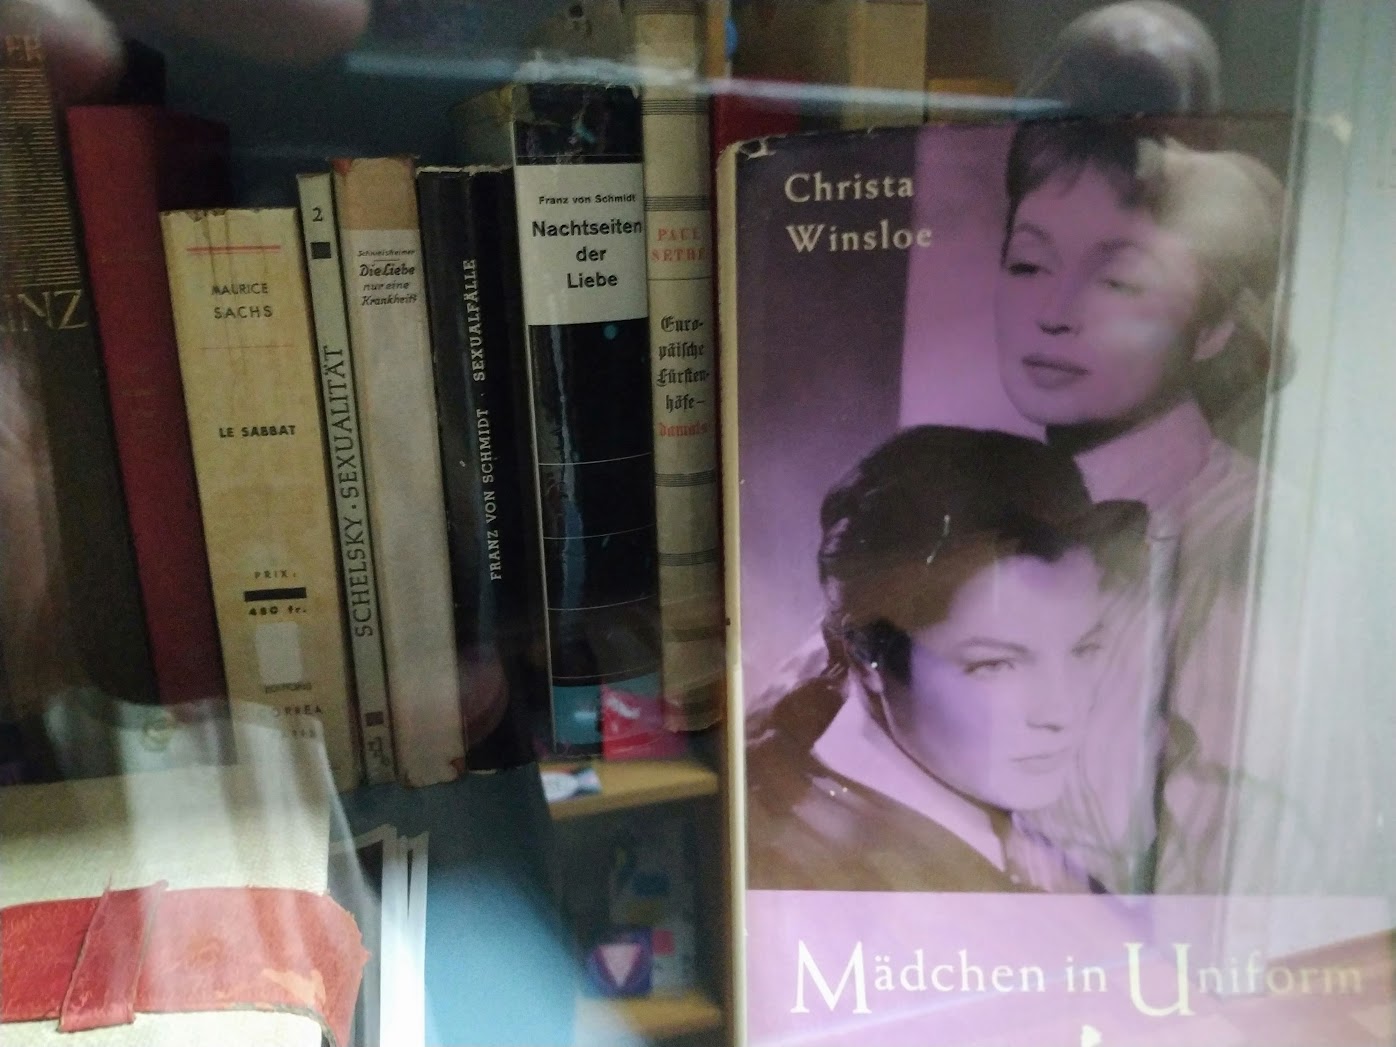 INZ
MAURICE
SACHS
LE SABBAT
PRIX:
480 fr.
2
SCHELSKY · SEXUALITÄT
Schweisheimer
Die Liebe
nur eine
Krankheit?
FRANZ VON SCHMIDT · SEXUALFÄLLE
Franz von Schmidt
Nachtseiten
der
Liebe
PAUL
SETHE
Euro-
päische
Fürsten-
höfe–
damals
Christa
Winsloe
Mädchen in Uniform